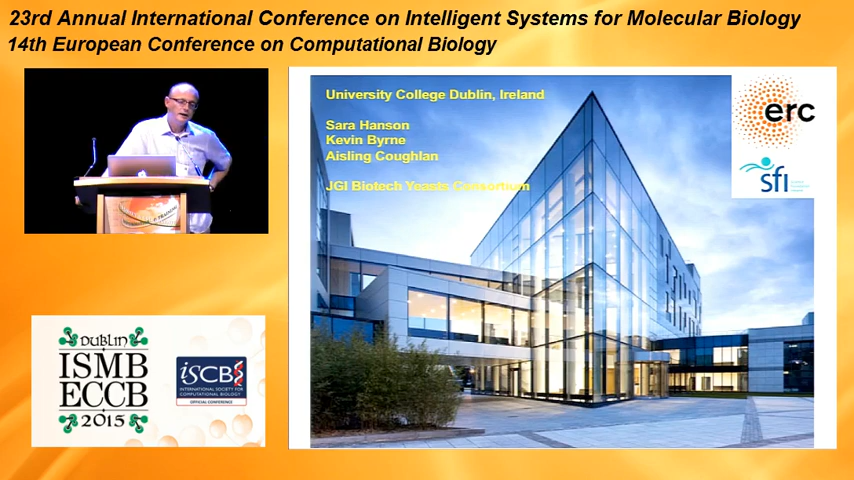 23rd Annual International Conference on Intelligent Systems for Molecular Biology
14th European Conference on Computational Biology
University College Dublin, Ireland
Sara Hanson
Kevin Byrne
Aisling Coughlan
JGI Biotech Yeasts Consortium
erc
sfi
DUBLIN
ISMB
ECCB
2015
iSCB
INTERNATIONAL SOCIETY FOR
COMPUTATIONAL BIOLOGY
OFFICIAL CONFERENCE